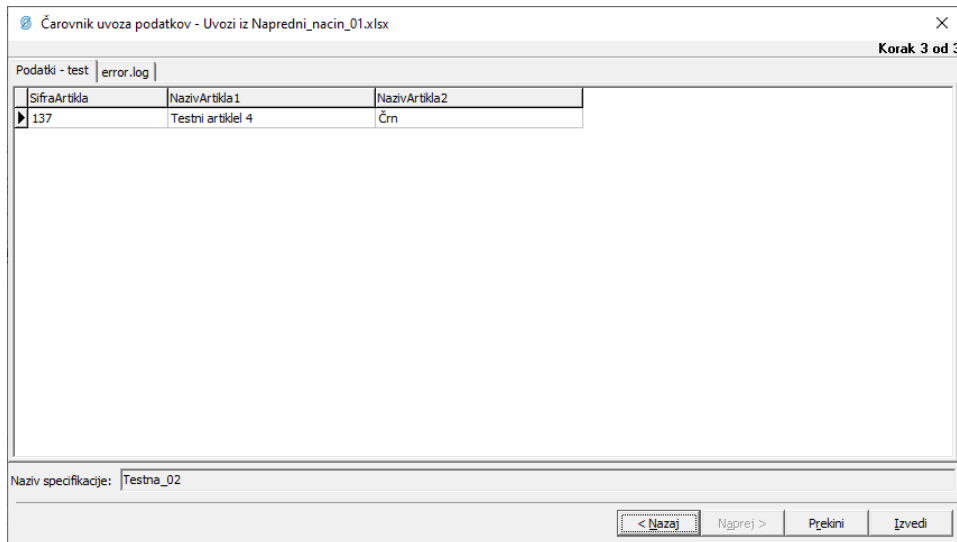 Čarovnik uvoza podatkov - Uvozi iz Napredni_nacin_01.xlsx
Korak 3 od 3
Podatki - test error.log
SifraArtikla NazivArtikla1 NazivArtikla2
137 Testni artiklel 4 Črn
Naziv specifikacije: Testna_02
< Nazaj Naprej > Prekini Izvedi